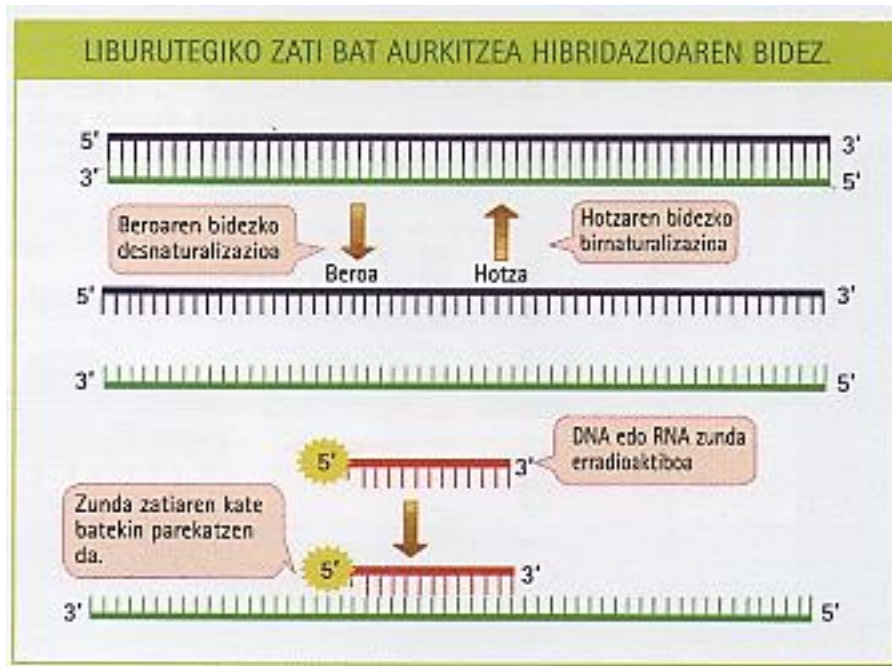 LIBURUTEGIKO ZATI BAT AURKITZEA HIBRIDAZIOAREN BIDEZ.
5' 3'
3' 5'
Beroaren bidezko
desnaturalizazioa
Hotzaren bidezko
birnaturalizazioa
Beroa Hotza
5' 3'
3' 5'
DNA edo RNA zunda
erradioaktiboa
5' 3'
Zunda zatiaren kate
batekin parekatzen
da.
5' 3'
3' 5'